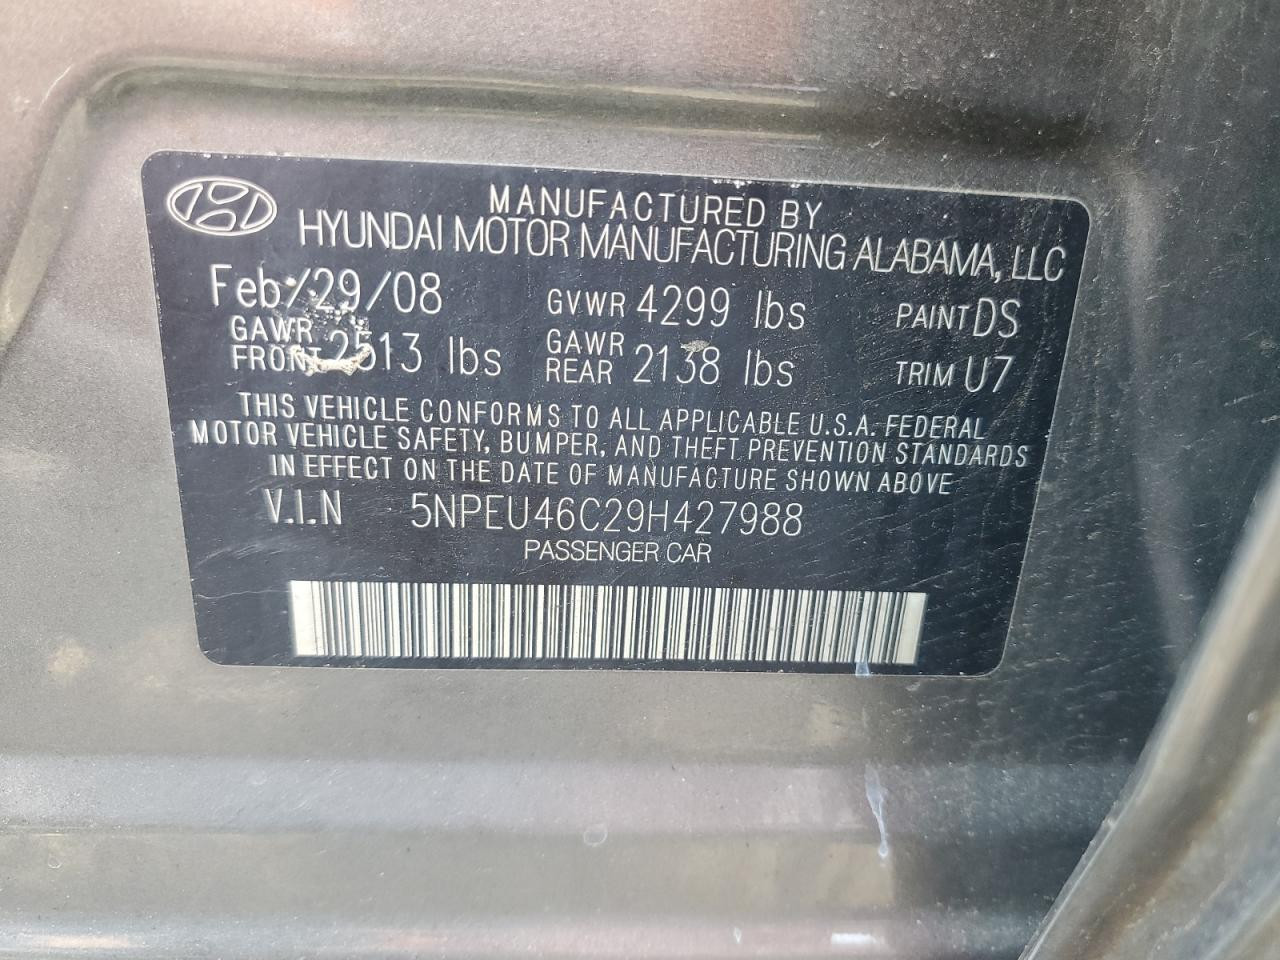 MANUFACTURED BY
HYUNDAI MOTOR MANUFACTURING ALABAMA, LLC
Feb/29/08 GVWR 4299 lbs PAINT DS
GAWR FRONT 2513 lbs GAWR REAR 2138 lbs TRIM U7
THIS VEHICLE CONFORMS TO ALL APPLICABLE U.S.A. FEDERAL
MOTOR VEHICLE SAFETY, BUMPER, AND THEFT PREVENTION STANDARDS
IN EFFECT ON THE DATE OF MANUFACTURE SHOWN ABOVE
V.I.N 5NPEU46C29H427988
PASSENGER CAR